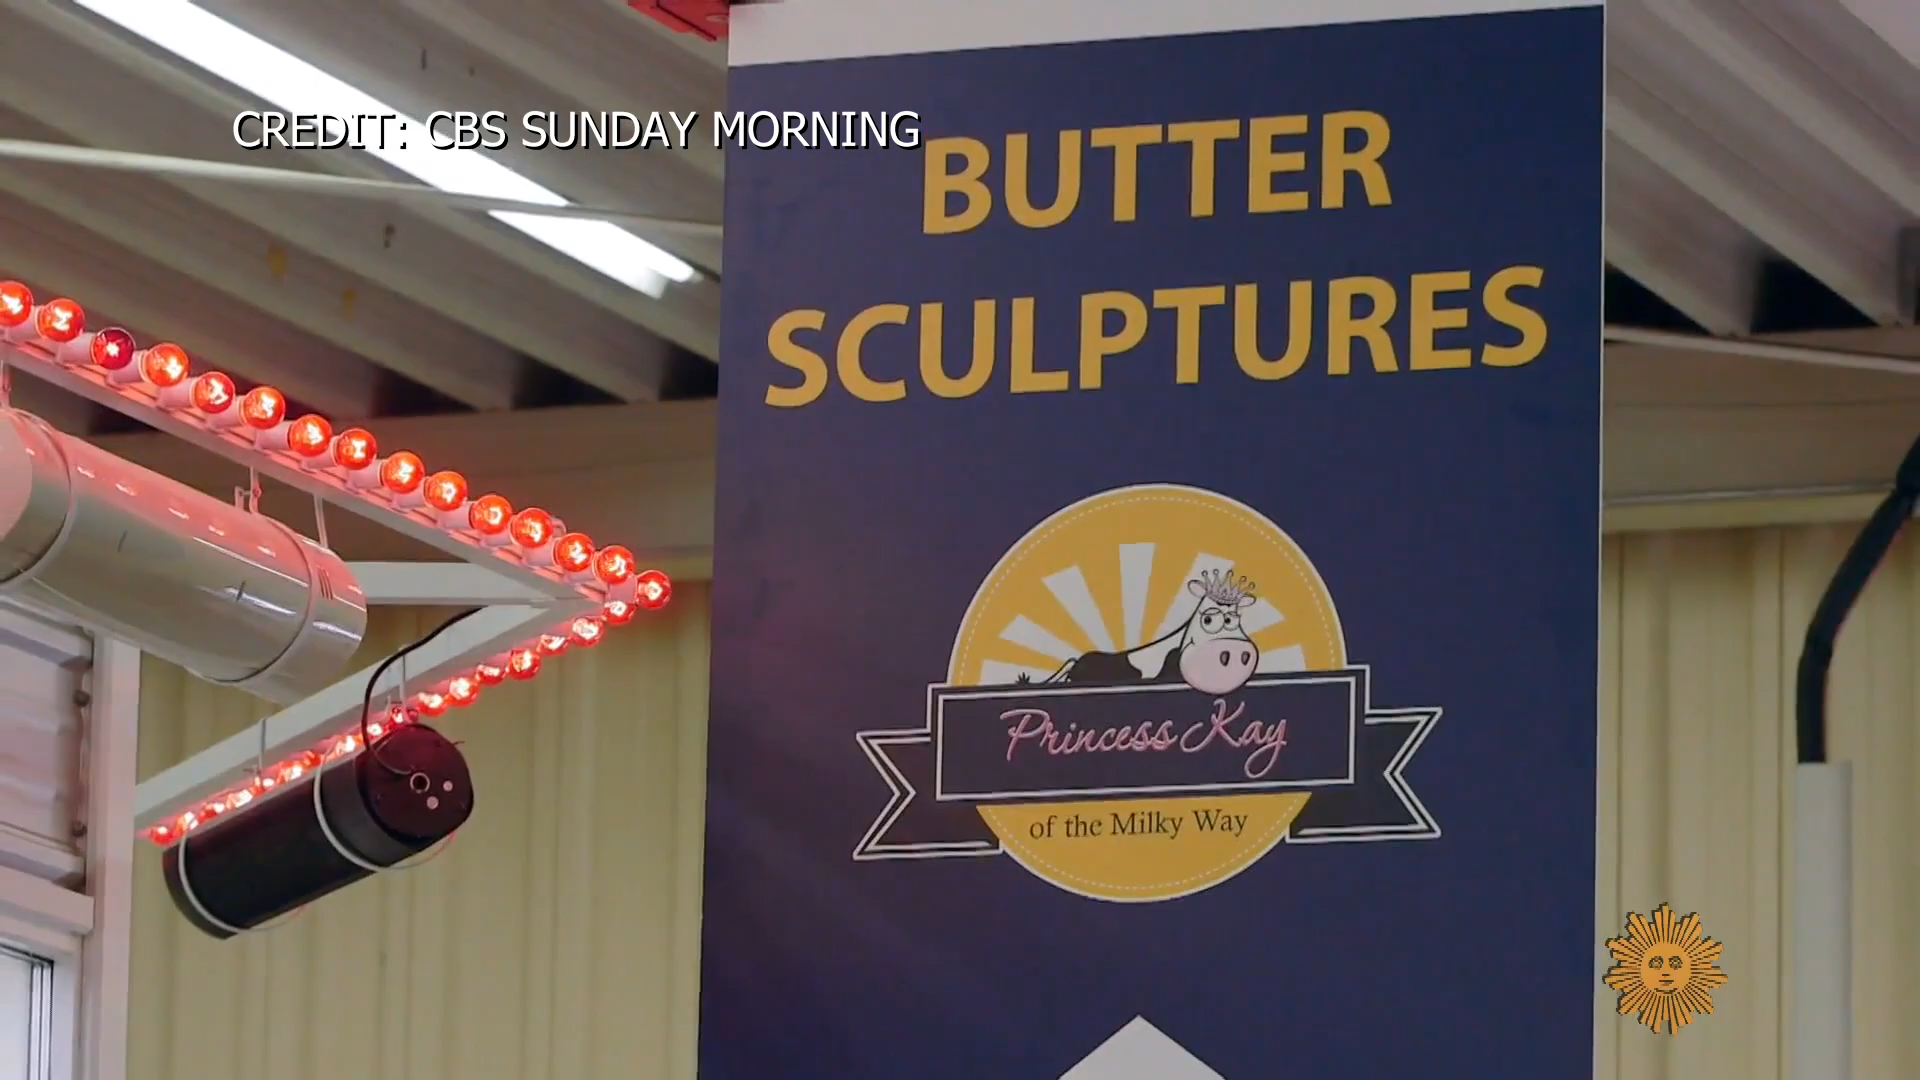 CREDIT: CBS SUNDAY MORNING
BUTTER
SCULPTURES
Princess Kay
of the Milky Way